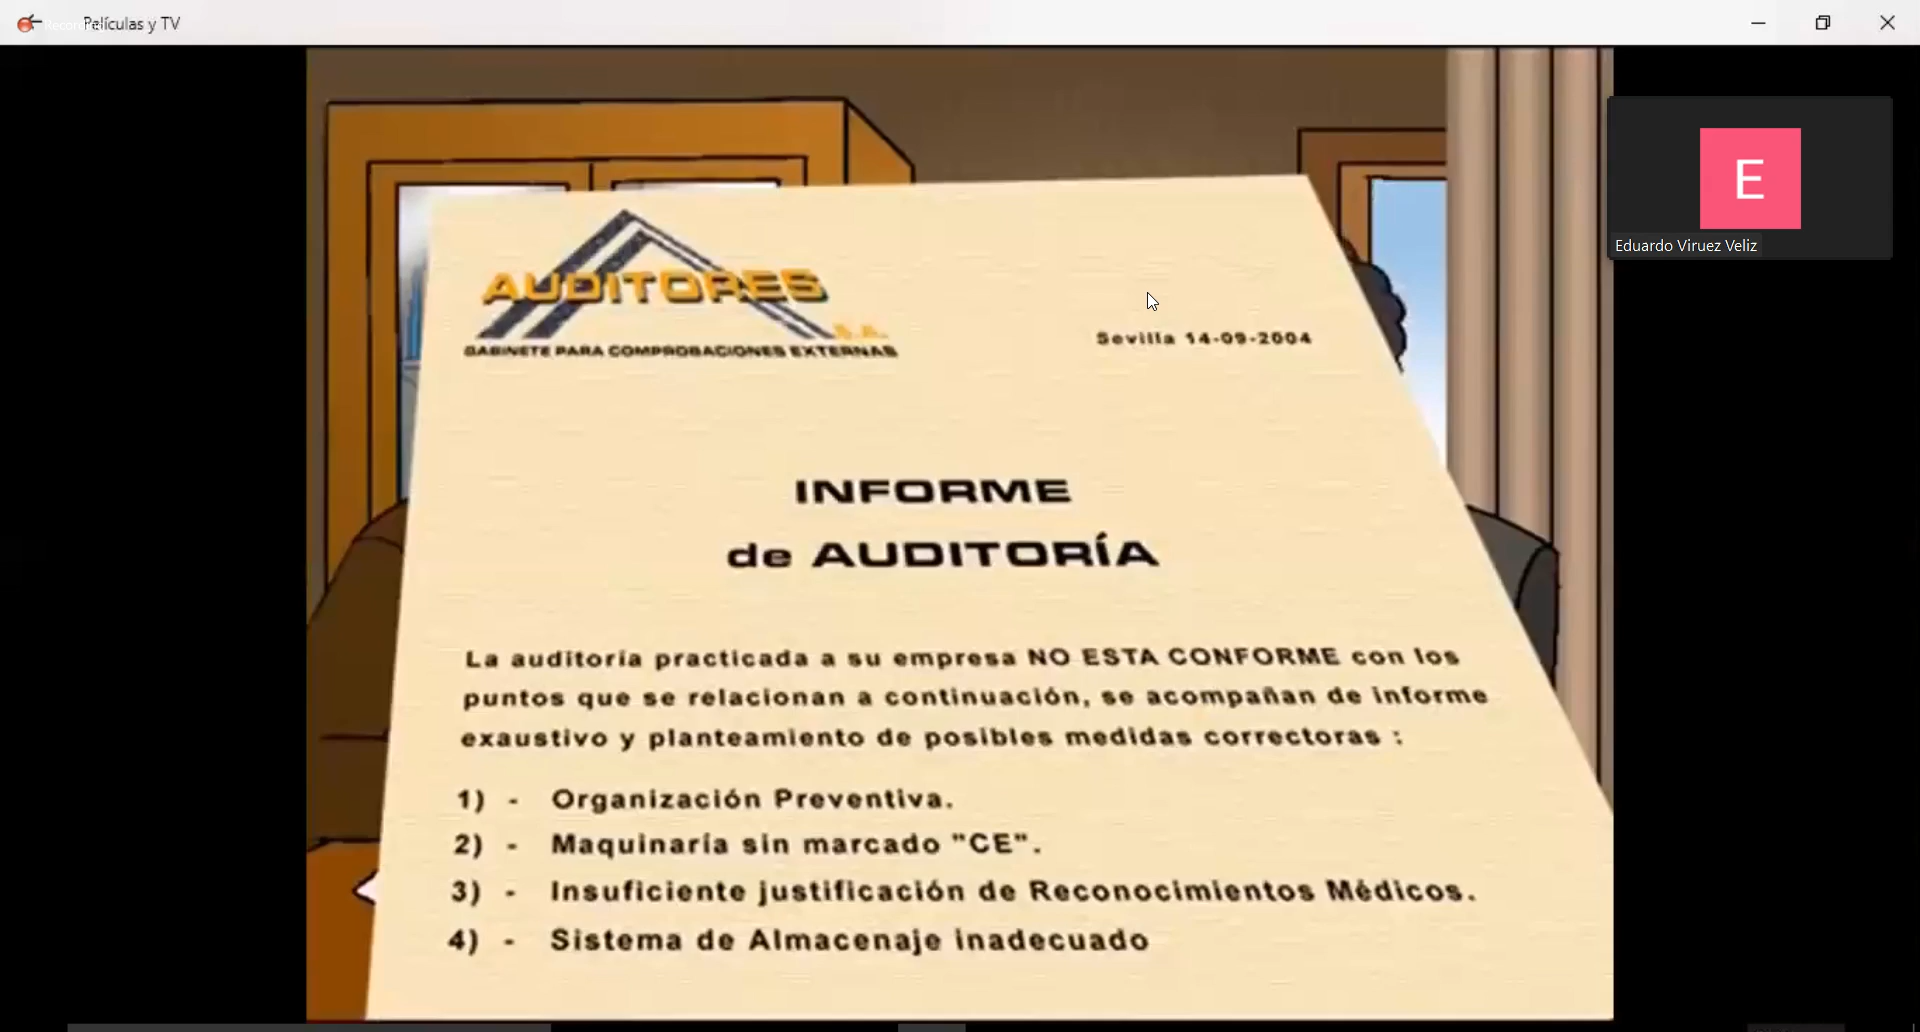 Películas y TV
E
Eduardo Viruez Veliz
AUDITORES
S.A.
GABINETE PARA COMPROBACIONES EXTERNAS
Sevilla 14-09-2004
INFORME
de AUDITORÍA
La auditoría practicada a su empresa NO ESTA CONFORME con los
puntos que se relacionan a continuación, se acompañan de informe
exaustivo y planteamiento de posibles medidas correctoras :
1) - Organización Preventiva.
2) - Maquinaría sin marcado "CE".
3) - Insuficiente justificación de Reconocimientos Médicos.
4) - Sistema de Almacenaje inadecuado